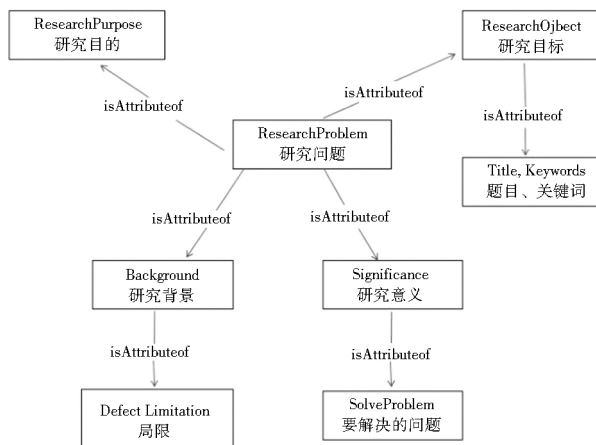 ResearchPurpose
研究目的
ResearchOjbect
研究目标
isAttributeof
isAttributeof
isAttributeof
ResearchProblem
研究问题
Title, Keywords
题目、关键词
isAttributeof
isAttributeof
Background
研究背景
Significance
研究意义
isAttributeof
isAttributeof
Defect Limitation
局限
SolveProblem
要解决的问题